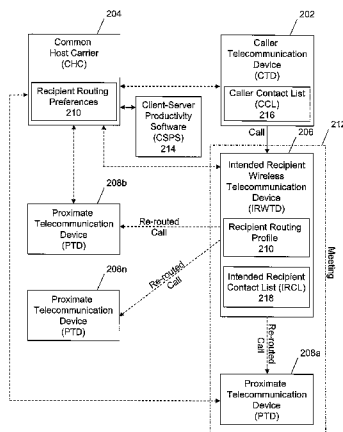 204
Common
Host Carrier
(CHC)
Recipient Routing
Preferences
210
202
Caller
Telecommunication
Device
(CTD)
Caller Contact List
(CCL)
216
Client-Server
Productivity
Software
(CSPS)
214
Call
206
212
Intended Recipient
Wireless
Telecommunication
Device
(IRWTD)
Recipient Routing
Profile
210
Intended Recipient
Contact List (IRCL)
218
Meeting
208b
Proximate
Telecommunication
Device
(PTD)
Re-routed
Call
208n
Proximate
Telecommunication
Device
(PTD)
Re-routed
Call
Re-routed
Call
208a
Proximate
Telecommunication
Device
(PTD)